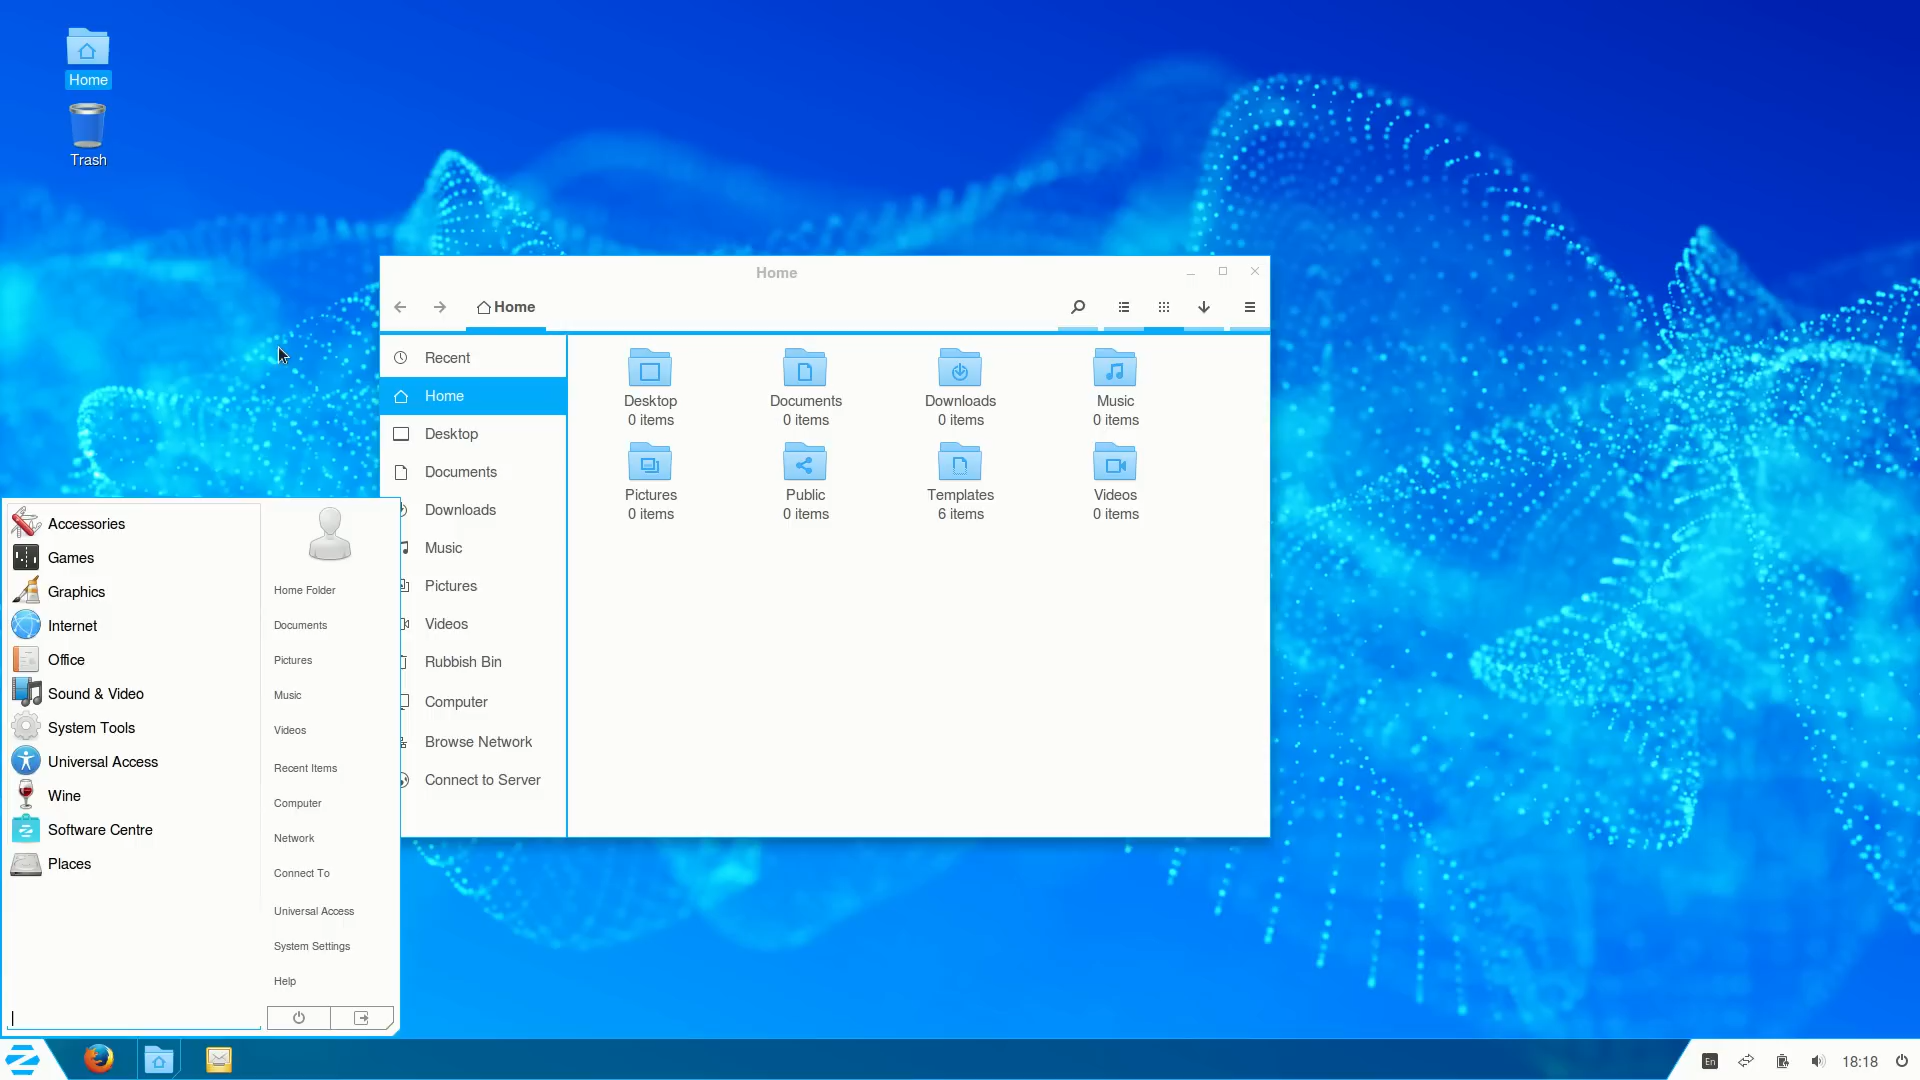 Home
Trash
Home
Home
Recent
Home
Desktop
Documents
Downloads
Music
Pictures
Videos
Rubbish Bin
Computer
Browse Network
Connect to Server
Desktop
0 items
Documents
0 items
Downloads
0 items
Music
0 items
Pictures
0 items
Public
0 items
Templates
6 items
Videos
0 items
Accessories
Games
Graphics
Internet
Office
Sound & Video
System Tools
Universal Access
Wine
Software Centre
Places
Home Folder
Documents
Pictures
Music
Videos
Recent Items
Computer
Network
Connect To
Universal Access
System Settings
Help
En
18:18